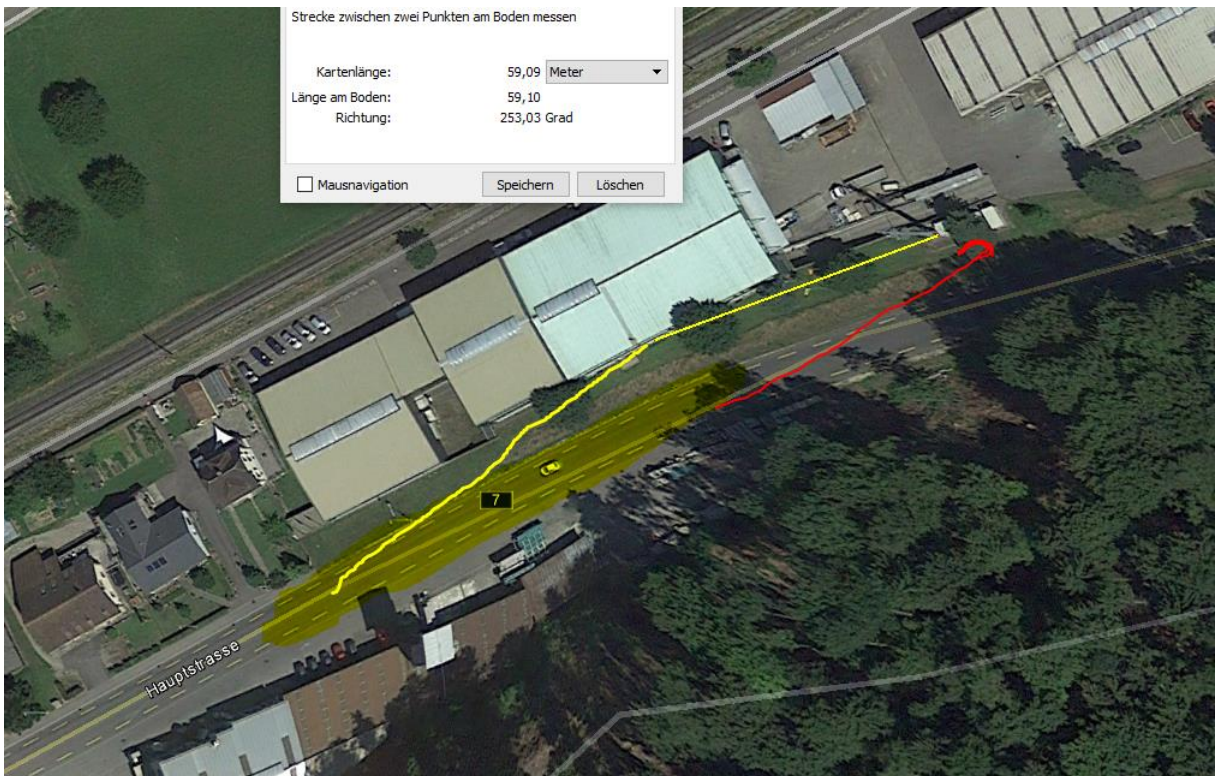 Strecke zwischen zwei Punkten am Boden messen
Kartenlänge: 59,09 Meter
Länge am Boden: 59,10
Richtung: 253,03 Grad
Mausnavigation Speichern Löschen
7
Hauptstrasse